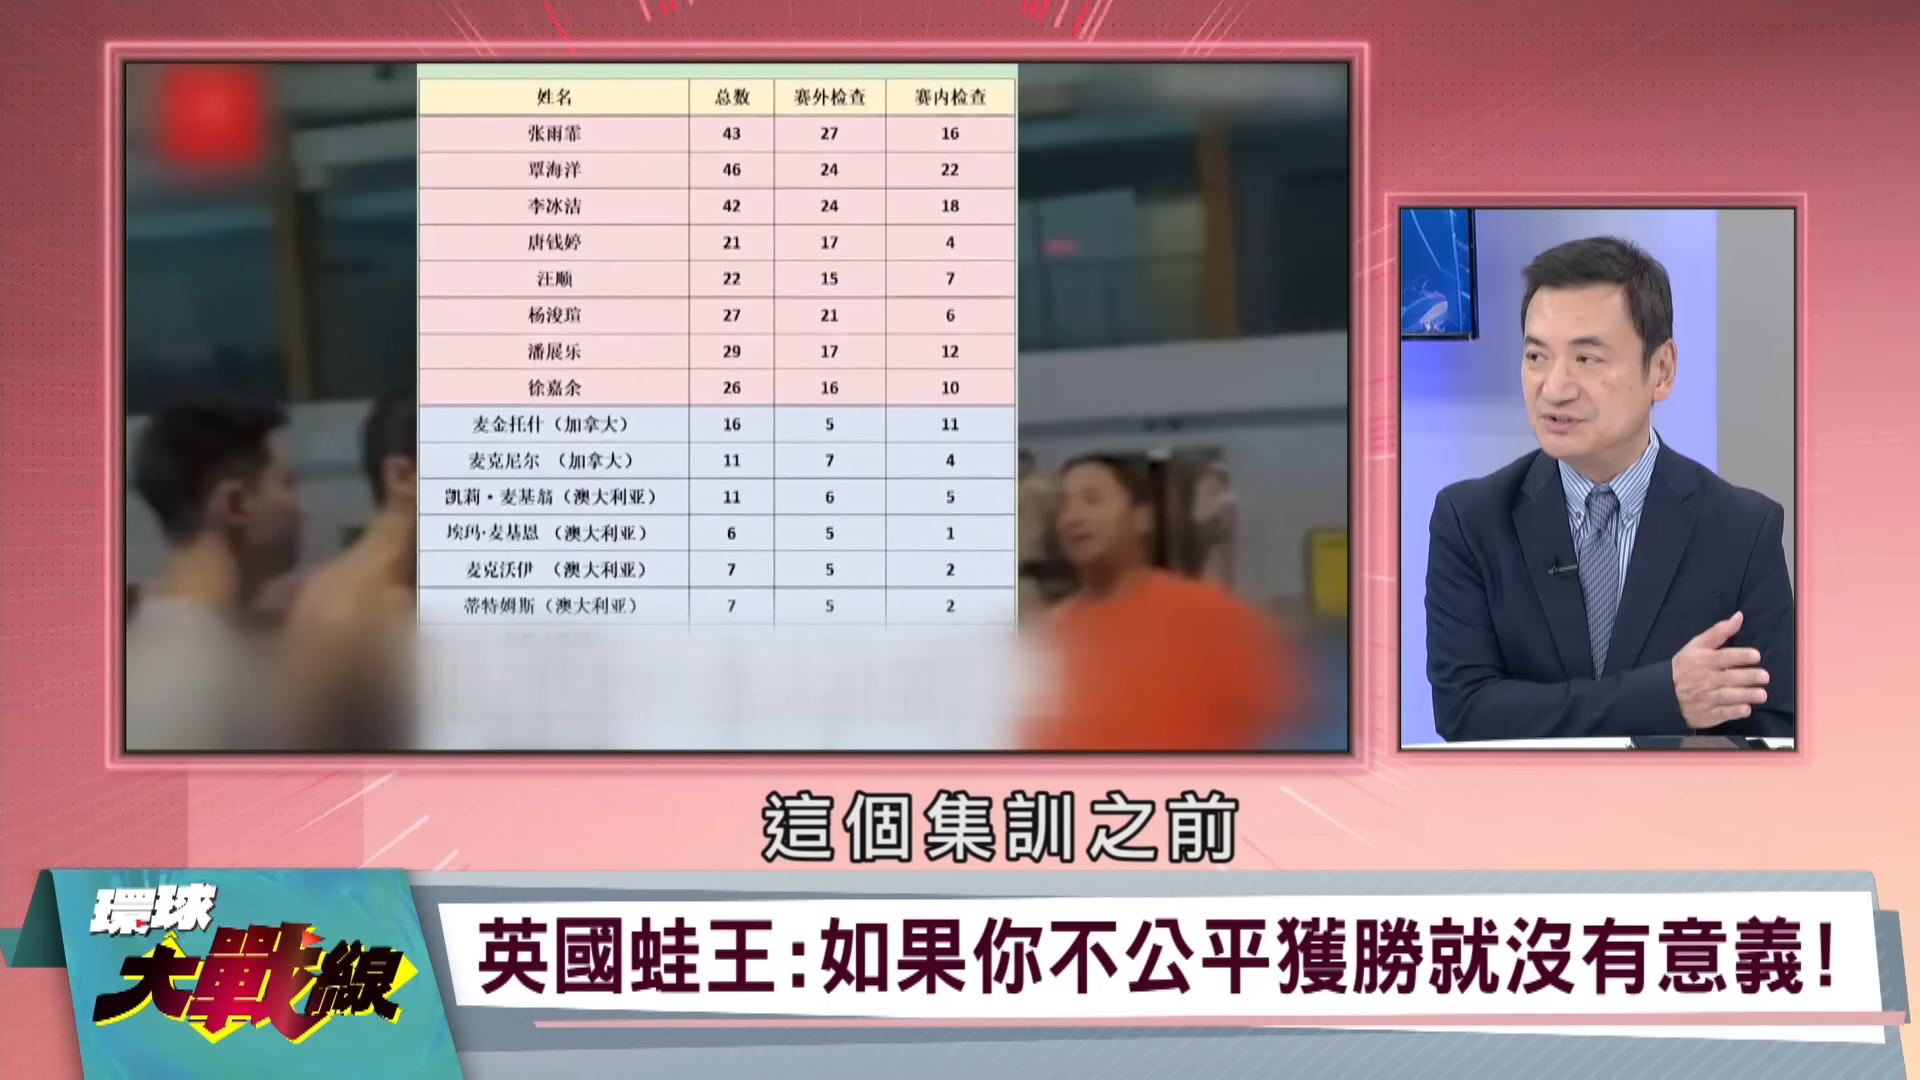 姓名 总数 赛外检查 赛内检查
张雨霏 43 27 16
覃海洋 46 24 22
李冰洁 42 24 18
唐钱婷 21 17 4
汪顺 22 15 7
杨浚瑄 27 21 6
潘展乐 29 17 12
徐嘉余 26 16 10
麦金托什（加拿大） 16 5 11
麦克尼尔 （加拿大） 11 7 4
凯莉·麦基翁（澳大利亚） 11 6 5
埃玛·麦基恩 （澳大利亚） 6 5 1
麦克沃伊 （澳大利亚） 7 5 2
蒂特姆斯（澳大利亚） 7 5 2
這個集訓之前
環球
大戰線
英國蛙王:如果你不公平獲勝就沒有意義!